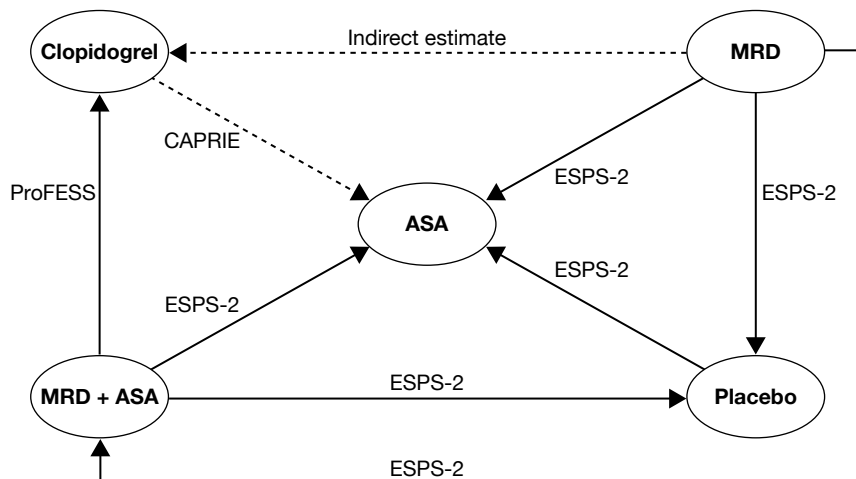 Clopidogrel
Indirect estimate
MRD
CAPRIE
ProFESS
ESPS-2
ESPS-2
ASA
ESPS-2
ESPS-2
MRD + ASA
ESPS-2
Placebo
ESPS-2